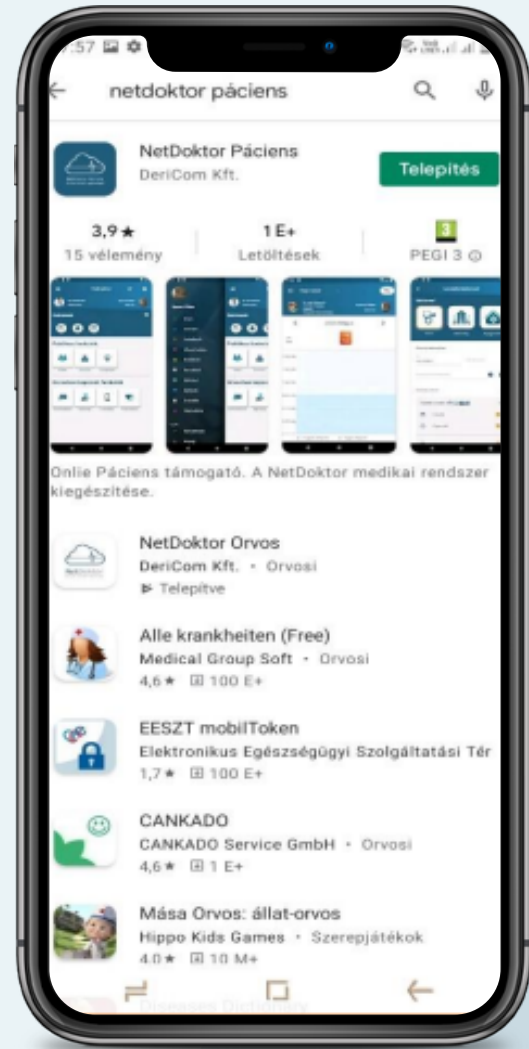 :57
netdoktor páciens
NetDoktor Páciens
DeriCom Kft.
Telepítés
3,9 ★
15 vélemény
1 E+
Letöltések
3
PEGI 3
Onlie Páciens támogató. A NetDoktor medikai rendszer
kiegészítése.
NetDoktor Orvos
DeriCom Kft. • Orvosi
Telepítve
Alle krankheiten (Free)
Medical Group Soft • Orvosi
4,6 ★ 100 E+
EESZT mobilToken
Elektronikus Egészségügyi Szolgáltatási Tér
1,7 ★ 100 E+
CANKADO
CANKADO Service GmbH • Orvosi
4,6 ★ 1 E+
Mása Orvos: állat-orvos
Hippo Kids Games • Szerepjátékok
4,0 ★ 10 M+
Diseases Dictionary